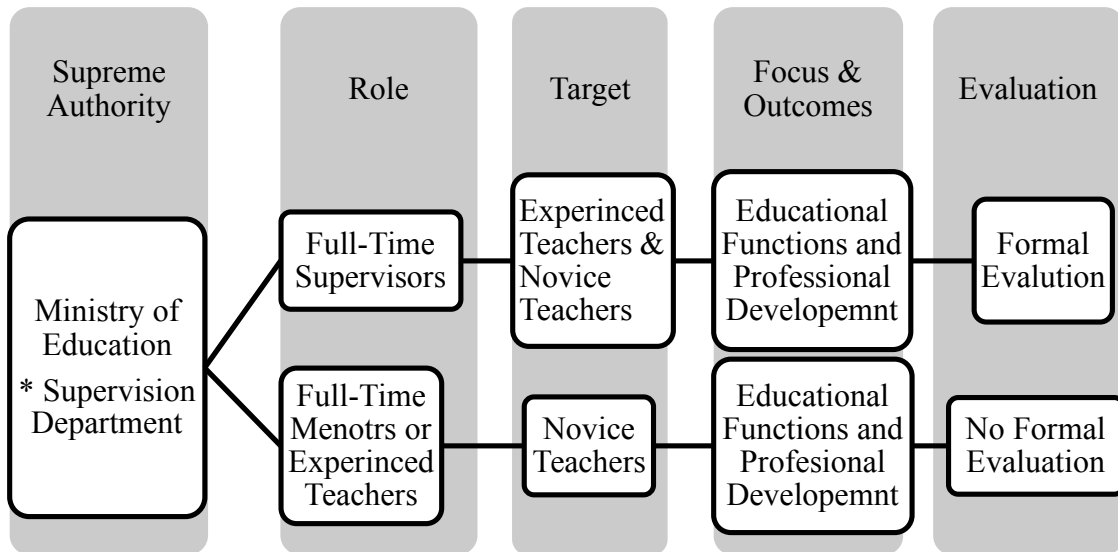 Supreme
Authority
Role
Target
Focus &
Outcomes
Evaluation
Ministry of
Education
* Supervision
Department
Full-Time
Supervisors
Experinced
Teachers &
Novice
Teachers
Educational
Functions and
Professional
Developemnt
Formal
Evalution
Full-Time
Menotrs or
Experinced
Teachers
Novice
Teachers
Educational
Functions and
Profesional
Developemnt
No Formal
Evaluation